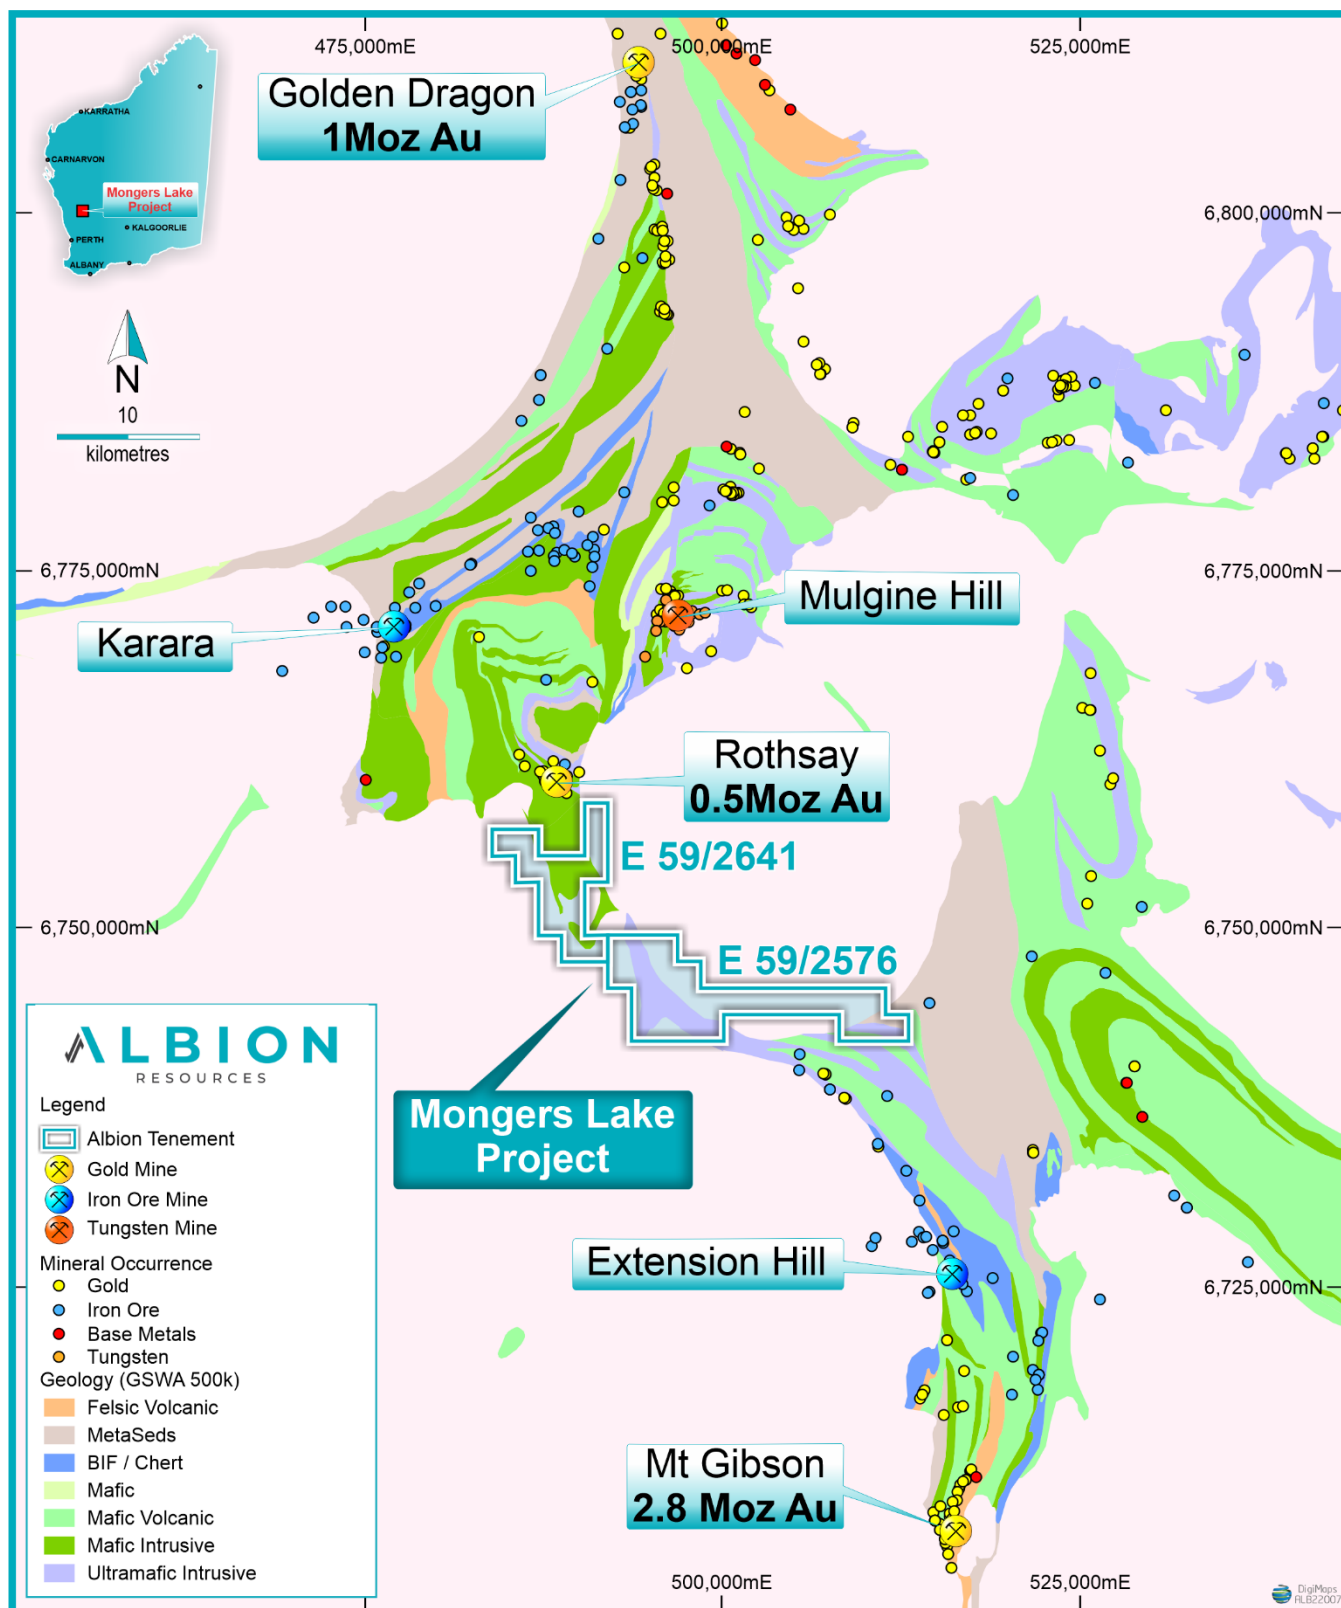 475,000mE
500,000mE
525,000mE
Golden Dragon
1Moz Au
KARRATHA
CARNARVON
Mongers Lake
Project
KALGOORLIE
PERTH
ALBANY
6,800,000mN
N
10
kilometres
6,775,000mN
6,775,000mN
Mulgine Hill
Karara
Rothsay
0.5Moz Au
E 59/2641
6,750,000mN
6,750,000mN
E 59/2576
ALBION
RESOURCES
Legend
Albion Tenement
Gold Mine
Iron Ore Mine
Tungsten Mine
Mineral Occurrence
Gold
Iron Ore
Base Metals
Tungsten
Geology (GSWA 500k)
Felsic Volcanic
MetaSeds
BIF / Chert
Mafic
Mafic Volcanic
Mafic Intrusive
Ultramafic Intrusive
Mongers Lake
Project
Extension Hill
6,725,000mN
Mt Gibson
2.8 Moz Au
500,000mE
525,000mE
DigiMaps
ALB22007